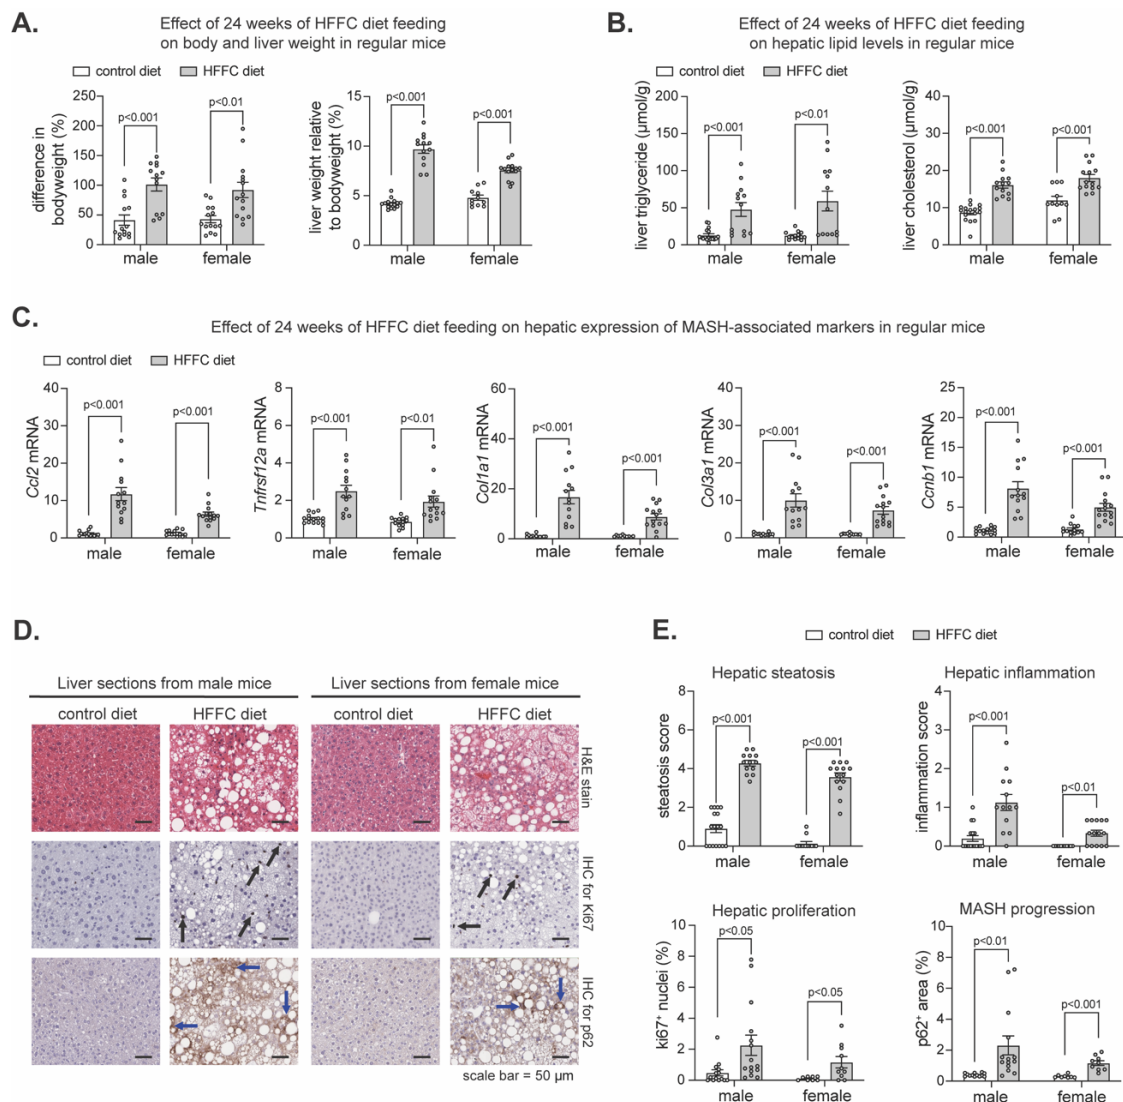 A.
Effect of 24 weeks of HFFC diet feeding
on body and liver weight in regular mice
control diet HFFC diet
difference in
bodyweight (%)
250
200
150
100
50
0
p<0.001
p<0.01
male female
liver weight relative
to bodyweight (%)
15
10
5
0
p<0.001
p<0.001
male female
B.
Effect of 24 weeks of HFFC diet feeding
on hepatic lipid levels in regular mice
control diet HFFC diet
liver triglyceride (μmol/g)
200
150
100
50
0
p<0.001
p<0.01
male female
liver cholesterol (μmol/g)
40
30
20
10
0
p<0.001
p<0.001
male female
C.
Effect of 24 weeks of HFFC diet feeding on hepatic expression of MASH-associated markers in regular mice
control diet HFFC diet
Ccl2 mRNA
40
30
20
10
0
p<0.001
p<0.001
male female
Tnfrsf12a mRNA
8
6
4
2
0
p<0.001
p<0.01
male female
Col1a1 mRNA
60
40
20
0
p<0.001
p<0.001
male female
Col3a1 mRNA
40
30
20
10
0
p<0.001
p<0.001
male female
Ccnb1 mRNA
40
30
20
10
0
p<0.001
p<0.001
male female
D.
Liver sections from male mice Liver sections from female mice
control diet HFFC diet control diet HFFC diet
H&E stain
IHC for Ki67
IHC for p62
scale bar = 50 μm
E.
control diet HFFC diet
Hepatic steatosis
steatosis score
8
6
4
2
0
p<0.001
p<0.001
male female
Hepatic inflammation
inflammation score
4
3
2
1
0
p<0.001
p<0.01
male female
Hepatic proliferation
ki67+ nuclei (%)
10
8
6
4
2
0
p<0.05
p<0.05
male female
MASH progression
p62+ area (%)
10
8
6
4
2
0
p<0.01
p<0.001
male female